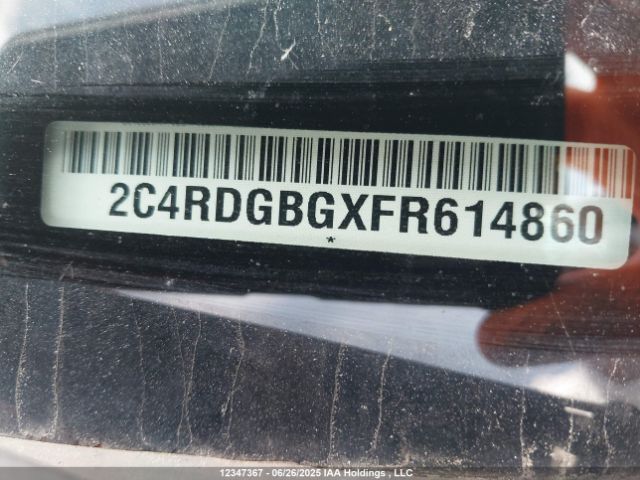 2C4RDGBGXFR614860
*
12347367 - 06/26/2025 IAA Holdings , LLC